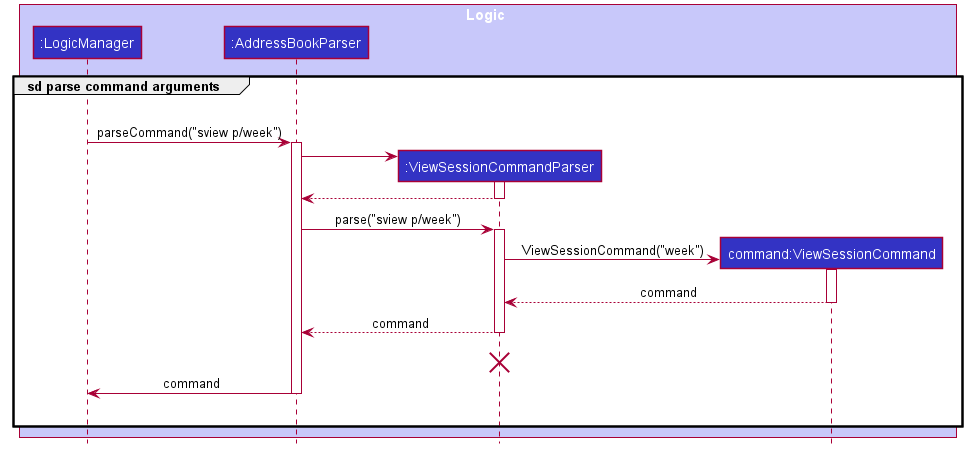 Logic
:LogicManager
:AddressBookParser
sd parse command arguments
parseCommand("sview p/week")
:ViewSessionCommandParser
parse("sview p/week")
ViewSessionCommand("week")
command:ViewSessionCommand
command
command
command